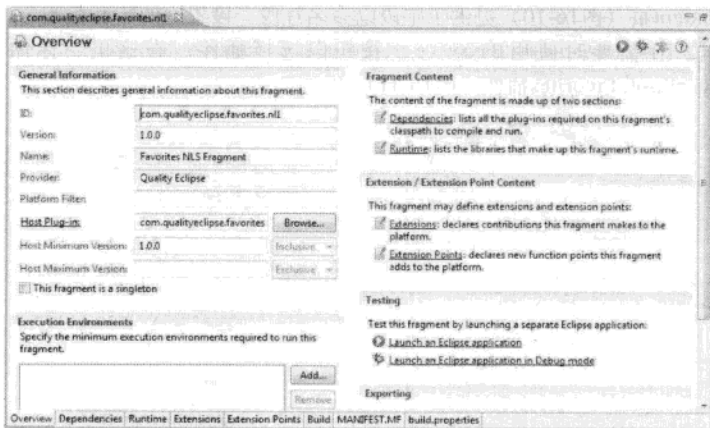 com.qualityeclipse.favorites.nl1
Overview
General Information
This section describes general information about this fragment.
ID:
com.qualityeclipse.favorites.nl1
Version:
1.0.0
Name:
Favorites NLS Fragment
Provider:
Quality Eclipse
Platform Filter:
Host Plug-in:
com.qualityeclipse.favorites
Browse...
Host Minimum Version:
1.0.0
Inclusive
Host Maximum Version:
Exclusive
This fragment is a singleton
Execution Environments
Specify the minimum execution environments required to run this
fragment.
Add...
Remove
Fragment Content
The content of the fragment is made up of two sections:
Dependencies: lists all the plug-ins required on this fragment's
classpath to compile and run.
Runtime: lists the libraries that make up this fragment's runtime.
Extension / Extension Point Content
This fragment may define extensions and extension points:
Extensions: declares contributions this fragment makes to the
platform.
Extension Points: declares new function points this fragment
adds to the platform.
Testing
Test this fragment by launching a separate Eclipse application:
Launch an Eclipse application
Launch an Eclipse application in Debug mode
Exporting
Overview Dependencies Runtime Extensions Extension Points Build MANIFEST.MF build.properties